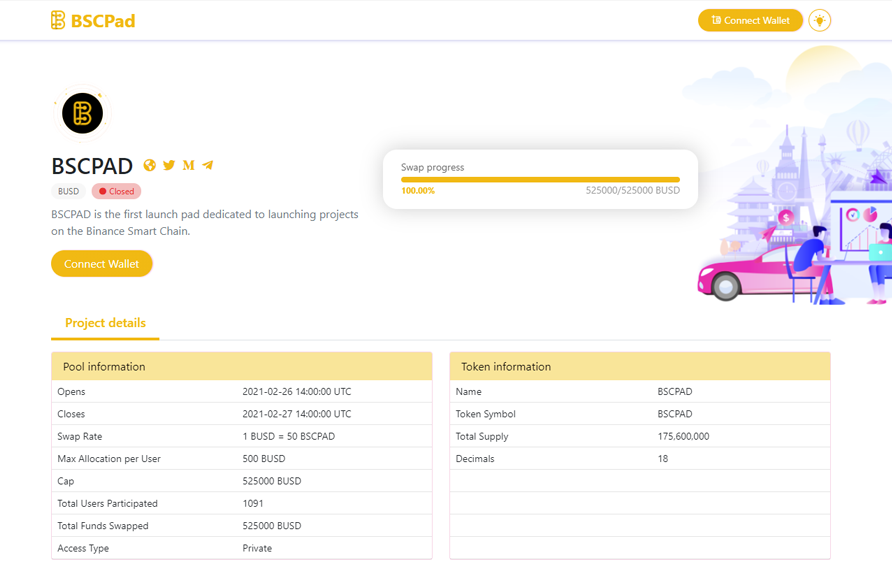 BSCPad
Connect Wallet
BSCPAD
BUSD
Closed
BSCPAD is the first launch pad dedicated to launching projects
on the Binance Smart Chain.
Connect Wallet
Swap progress
100.00%
525000/525000 BUSD
Project details
Pool information
Opens 2021-02-26 14:00:00 UTC
Closes 2021-02-27 14:00:00 UTC
Swap Rate 1 BUSD = 50 BSCPAD
Max Allocation per User 500 BUSD
Cap 525000 BUSD
Total Users Participated 1091
Total Funds Swapped 525000 BUSD
Access Type Private
Token information
Name BSCPAD
Token Symbol BSCPAD
Total Supply 175,600,000
Decimals 18